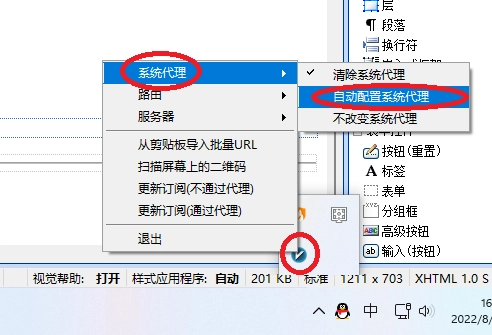 层
段落
换行符
系统代理
路由
服务器
从剪贴板导入批量URL
扫描屏幕上的二维码
更新订阅(不通过代理)
更新订阅(通过代理)
退出
清除系统代理
自动配置系统代理
不改变系统代理
按钮(重置)
标签
表单
分组框
高级按钮
输入(按钮)
视觉帮助: 打开 样式应用程序: 自动 201 KB 标准 1211 x 703 XHTML 1.0 S
中
16
2022/8/